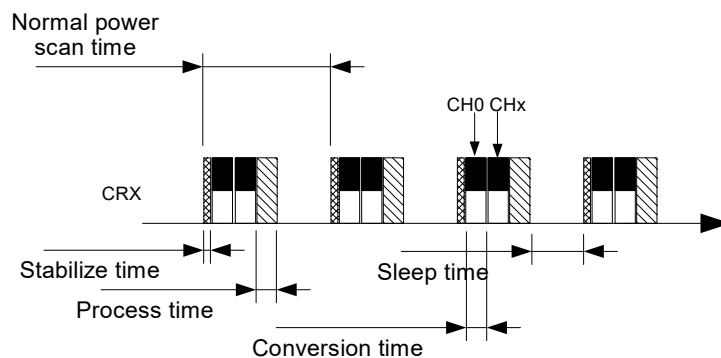 Normal power
scan time
CH0 CHx
CRX
Stabilize time
Sleep time
Process time
Conversion time